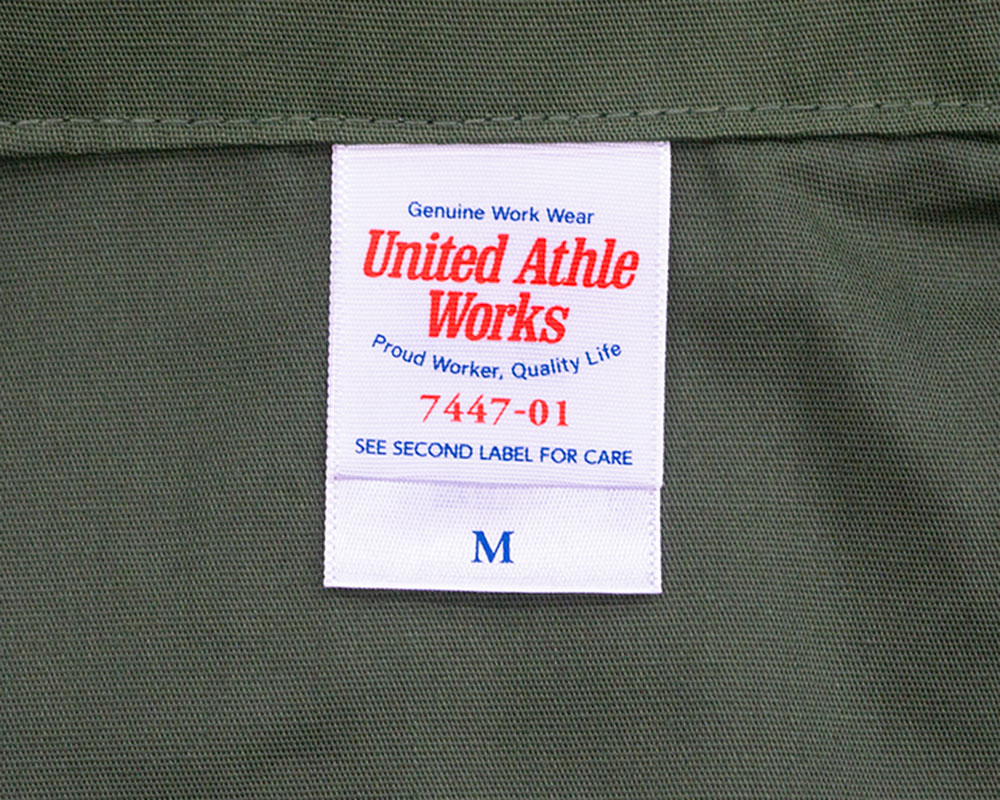 Genuine Work Wear
United Athle
Works
Proud Worker, Quality Life
7447-01
SEE SECOND LABEL FOR CARE
M